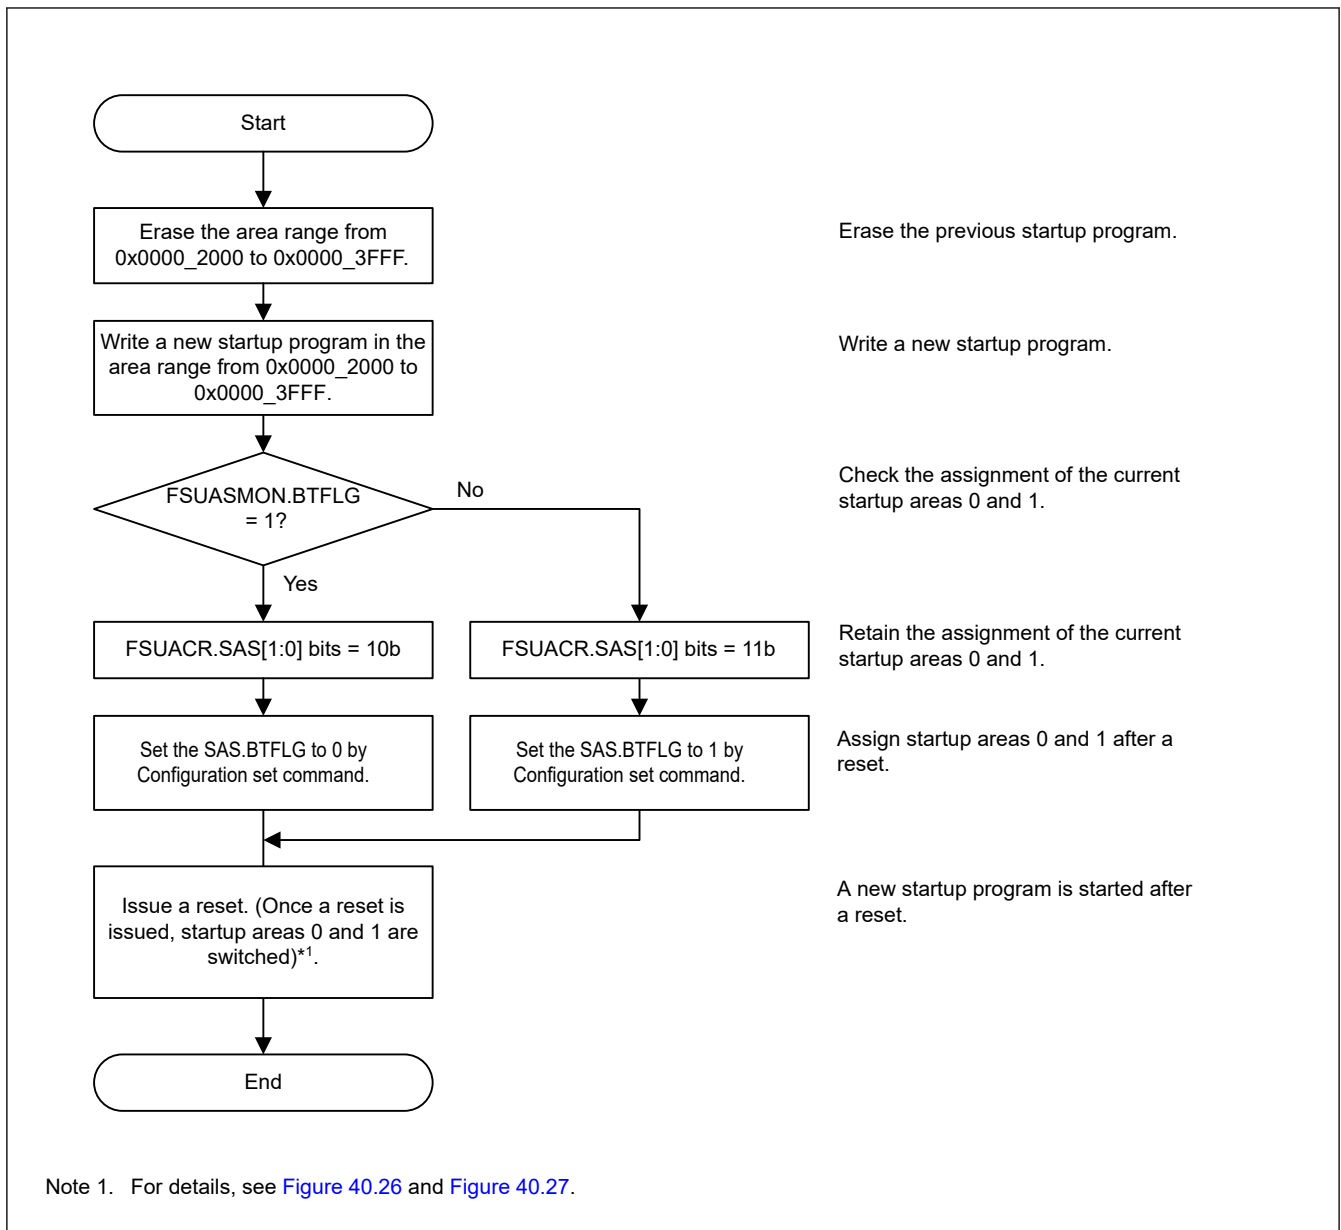 Start
Erase the area range from
0x0000_2000 to 0x0000_3FFF.
Erase the previous startup program.
Write a new startup program in the
area range from 0x0000_2000 to
0x0000_3FFF.
Write a new startup program.
FSUASMON.BTFLG
= 1?
No
Yes
Check the assignment of the current
startup areas 0 and 1.
FSUACR.SAS[1:0] bits = 10b
FSUACR.SAS[1:0] bits = 11b
Retain the assignment of the current
startup areas 0 and 1.
Set the SAS.BTFLG to 0 by
Configuration set command.
Set the SAS.BTFLG to 1 by
Configuration set command.
Assign startup areas 0 and 1 after a
reset.
Issue a reset. (Once a reset is
issued, startup areas 0 and 1 are
switched)*1.
A new startup program is started after
a reset.
End
Note 1. For details, see Figure 40.26 and Figure 40.27.